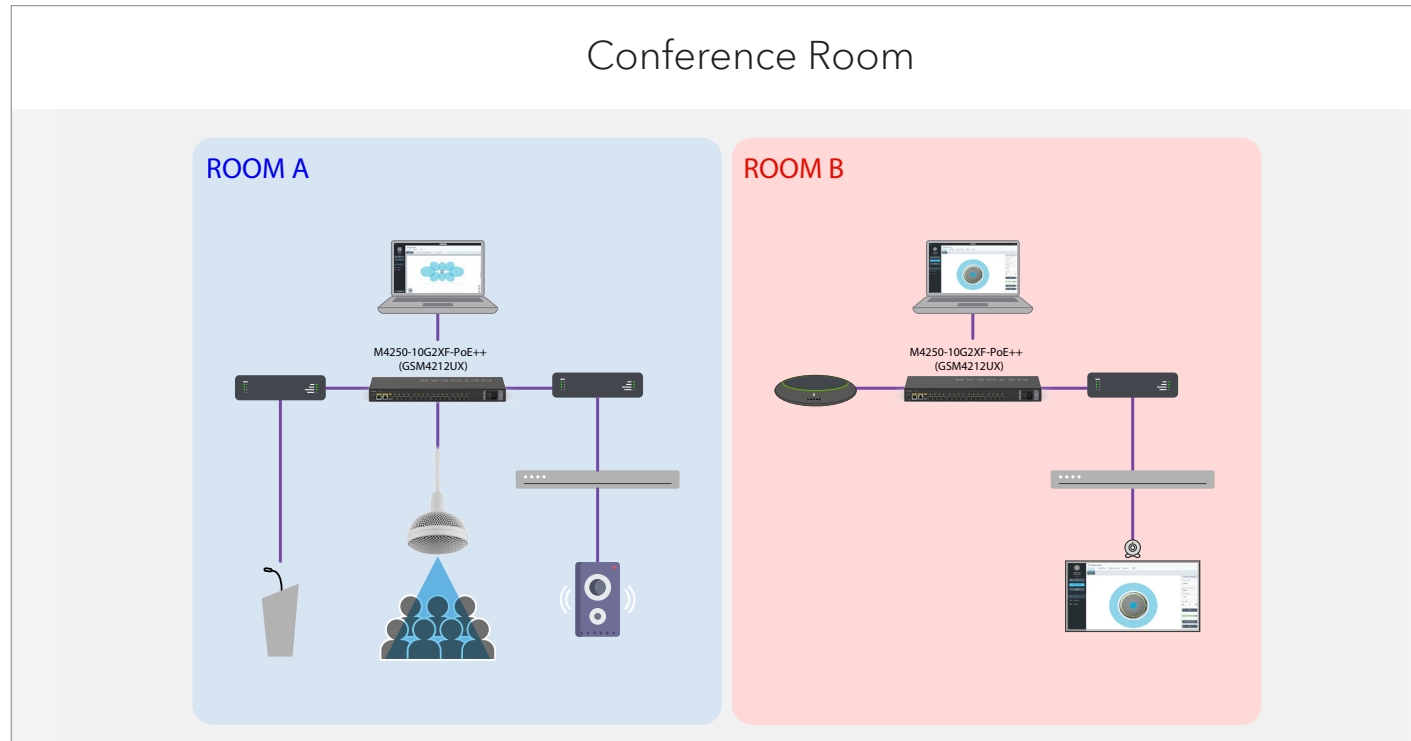 Conference Room
ROOM A
ROOM B
M4250-10G2XF-PoE++
(GSM4212UX)
M4250-10G2XF-PoE++
(GSM4212UX)